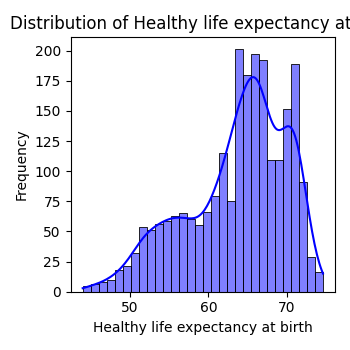 Distribution of Healthy life expectancy at
200
175
150
125
100
75
50
25
0
Frequency
50 60 70
Healthy life expectancy at birth